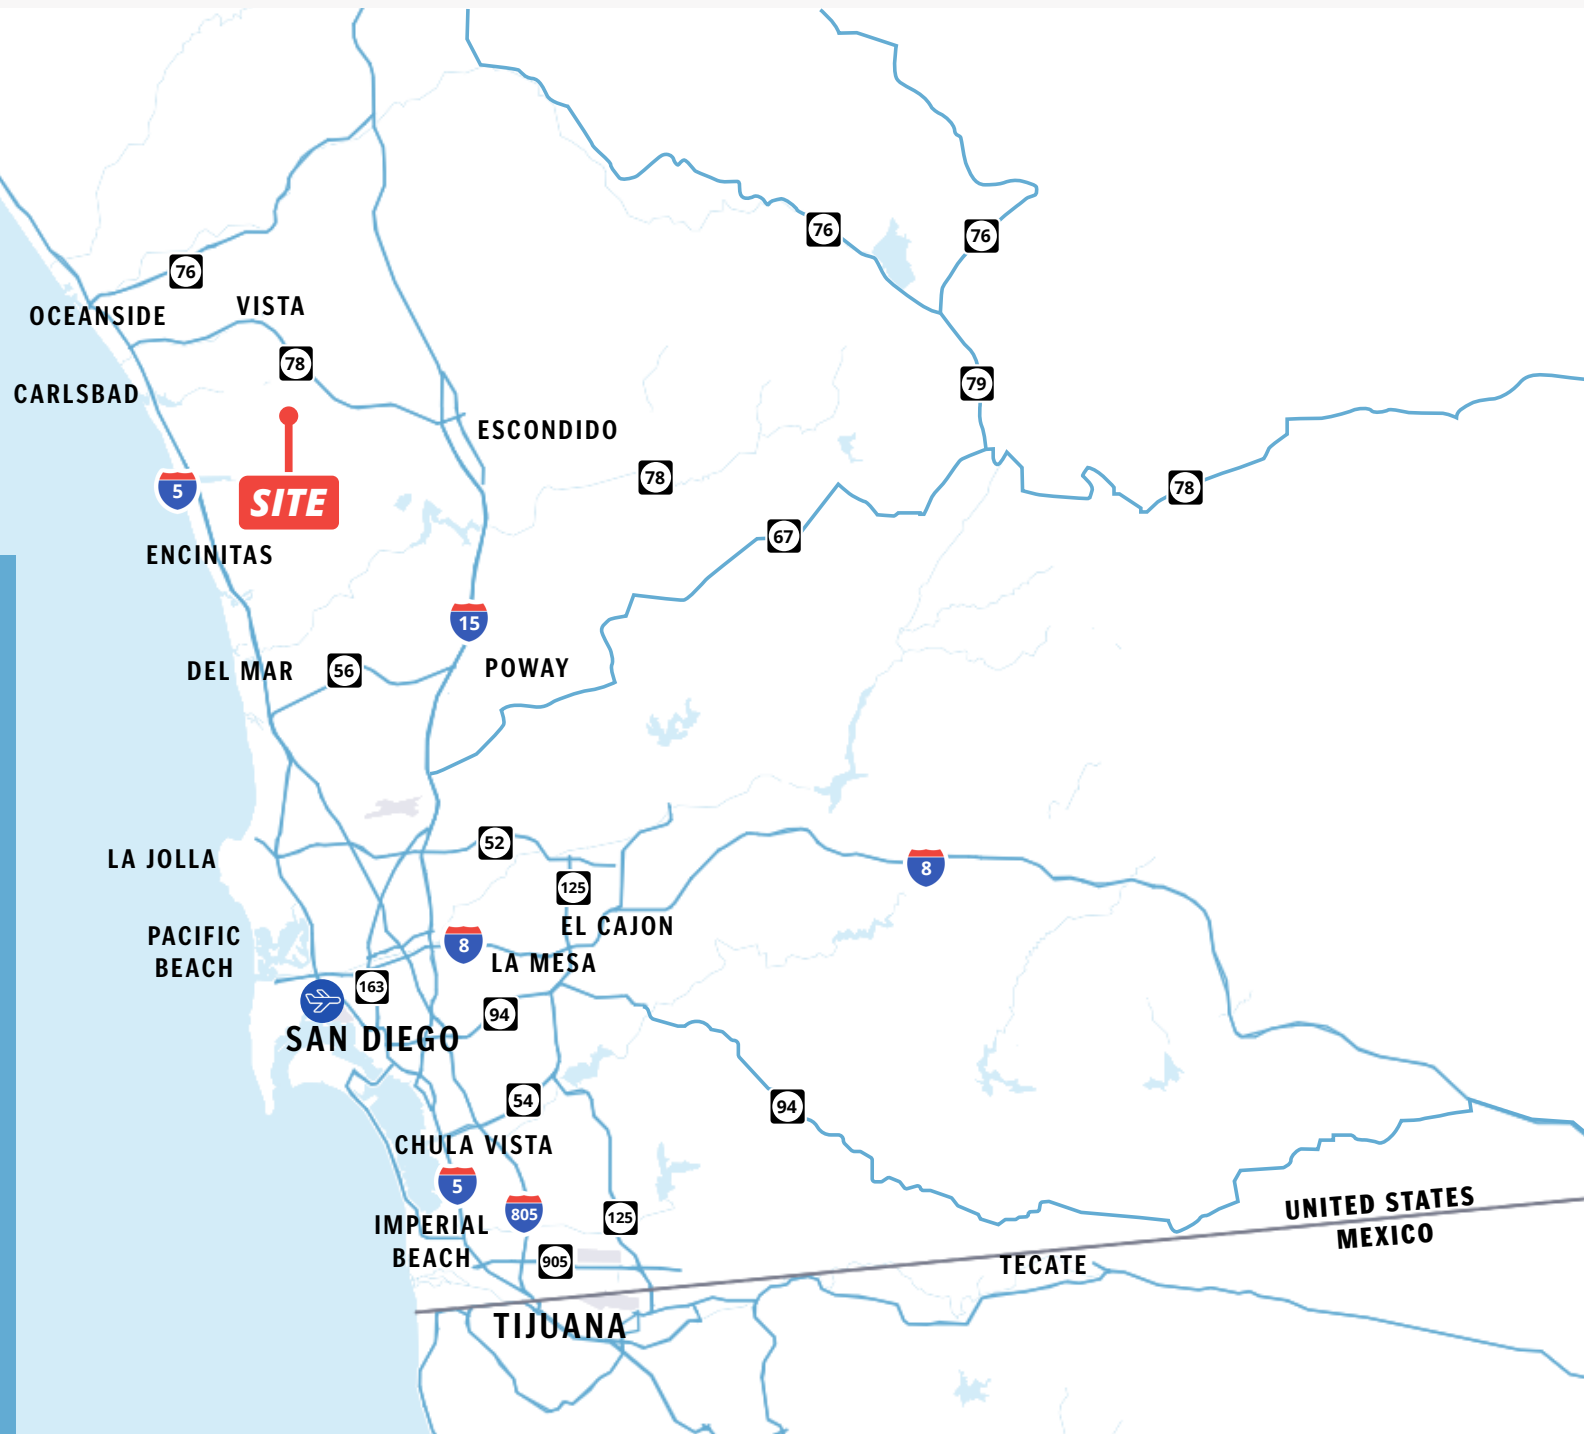 76
76
76
OCEANSIDE
VISTA
78
79
CARLSBAD
ESCONDIDO
78
78
5
SITE
67
ENCINITAS
15
DEL MAR
56
POWAY
52
LA JOLLA
8
125
EL CAJON
PACIFIC
BEACH
8
LA MESA
163
94
SAN DIEGO
54
94
CHULA VISTA
5
805
125
IMPERIAL
BEACH
905
UNITED STATES
MEXICO
TECATE
TIJUANA